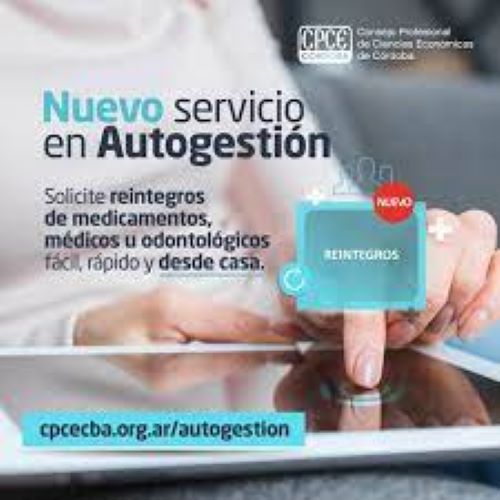 CPCE
CÓRDOBA
Consejo Profesional
de Ciencias Económicas
de Córdoba.
Nuevo servicio
en Autogestión
Solicite reintegros
de medicamentos,
médicos u odontológicos
fácil, rápido y desde casa.
NUEVO
REINTEGROS
cpcecba.org.ar/autogestion